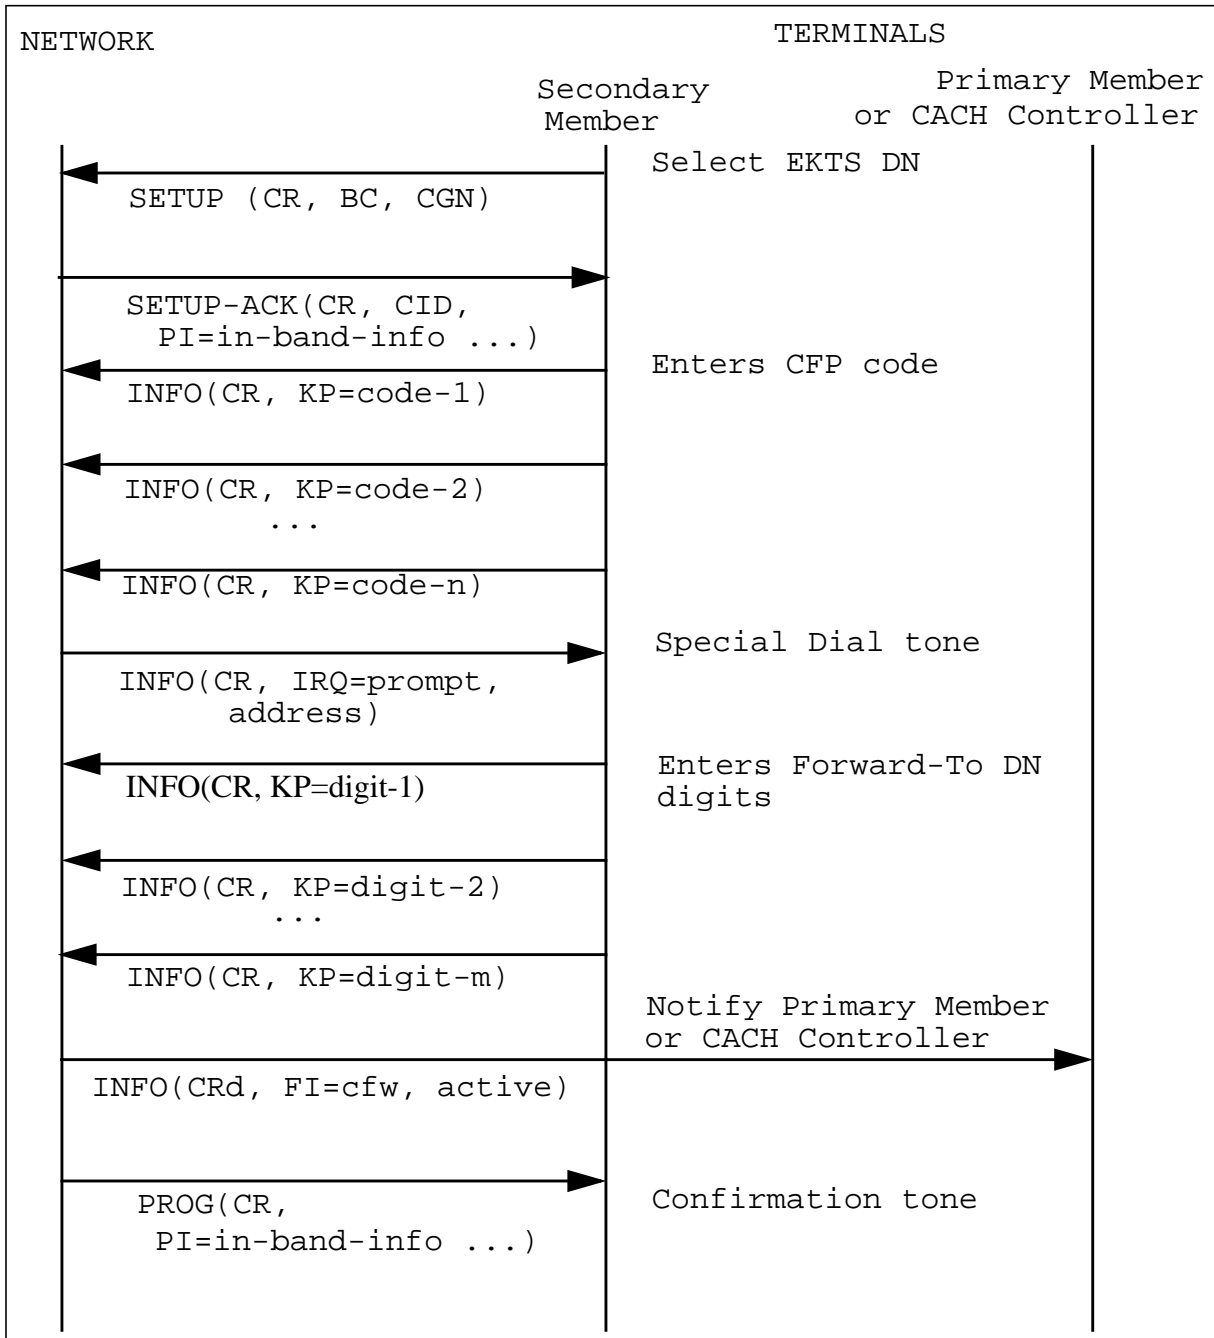 NETWORK
TERMINALS
Secondary
Member
Primary Member
or CACH Controller
Select EKTS DN
SETUP (CR, BC, CGN)
SETUP-ACK(CR, CID,
PI=in-band-info ...)
Enters CFP code
INFO(CR, KP=code-1)
INFO(CR, KP=code-2)
...
INFO(CR, KP=code-n)
Special Dial tone
INFO(CR, IRQ=prompt,
address)
Enters Forward-To DN
digits
INFO(CR, KP=digit-1)
INFO(CR, KP=digit-2)
...
INFO(CR, KP=digit-m)
Notify Primary Member
or CACH Controller
INFO(CRd, FI=cfw, active)
Confirmation tone
PROG(CR,
PI=in-band-info ...)